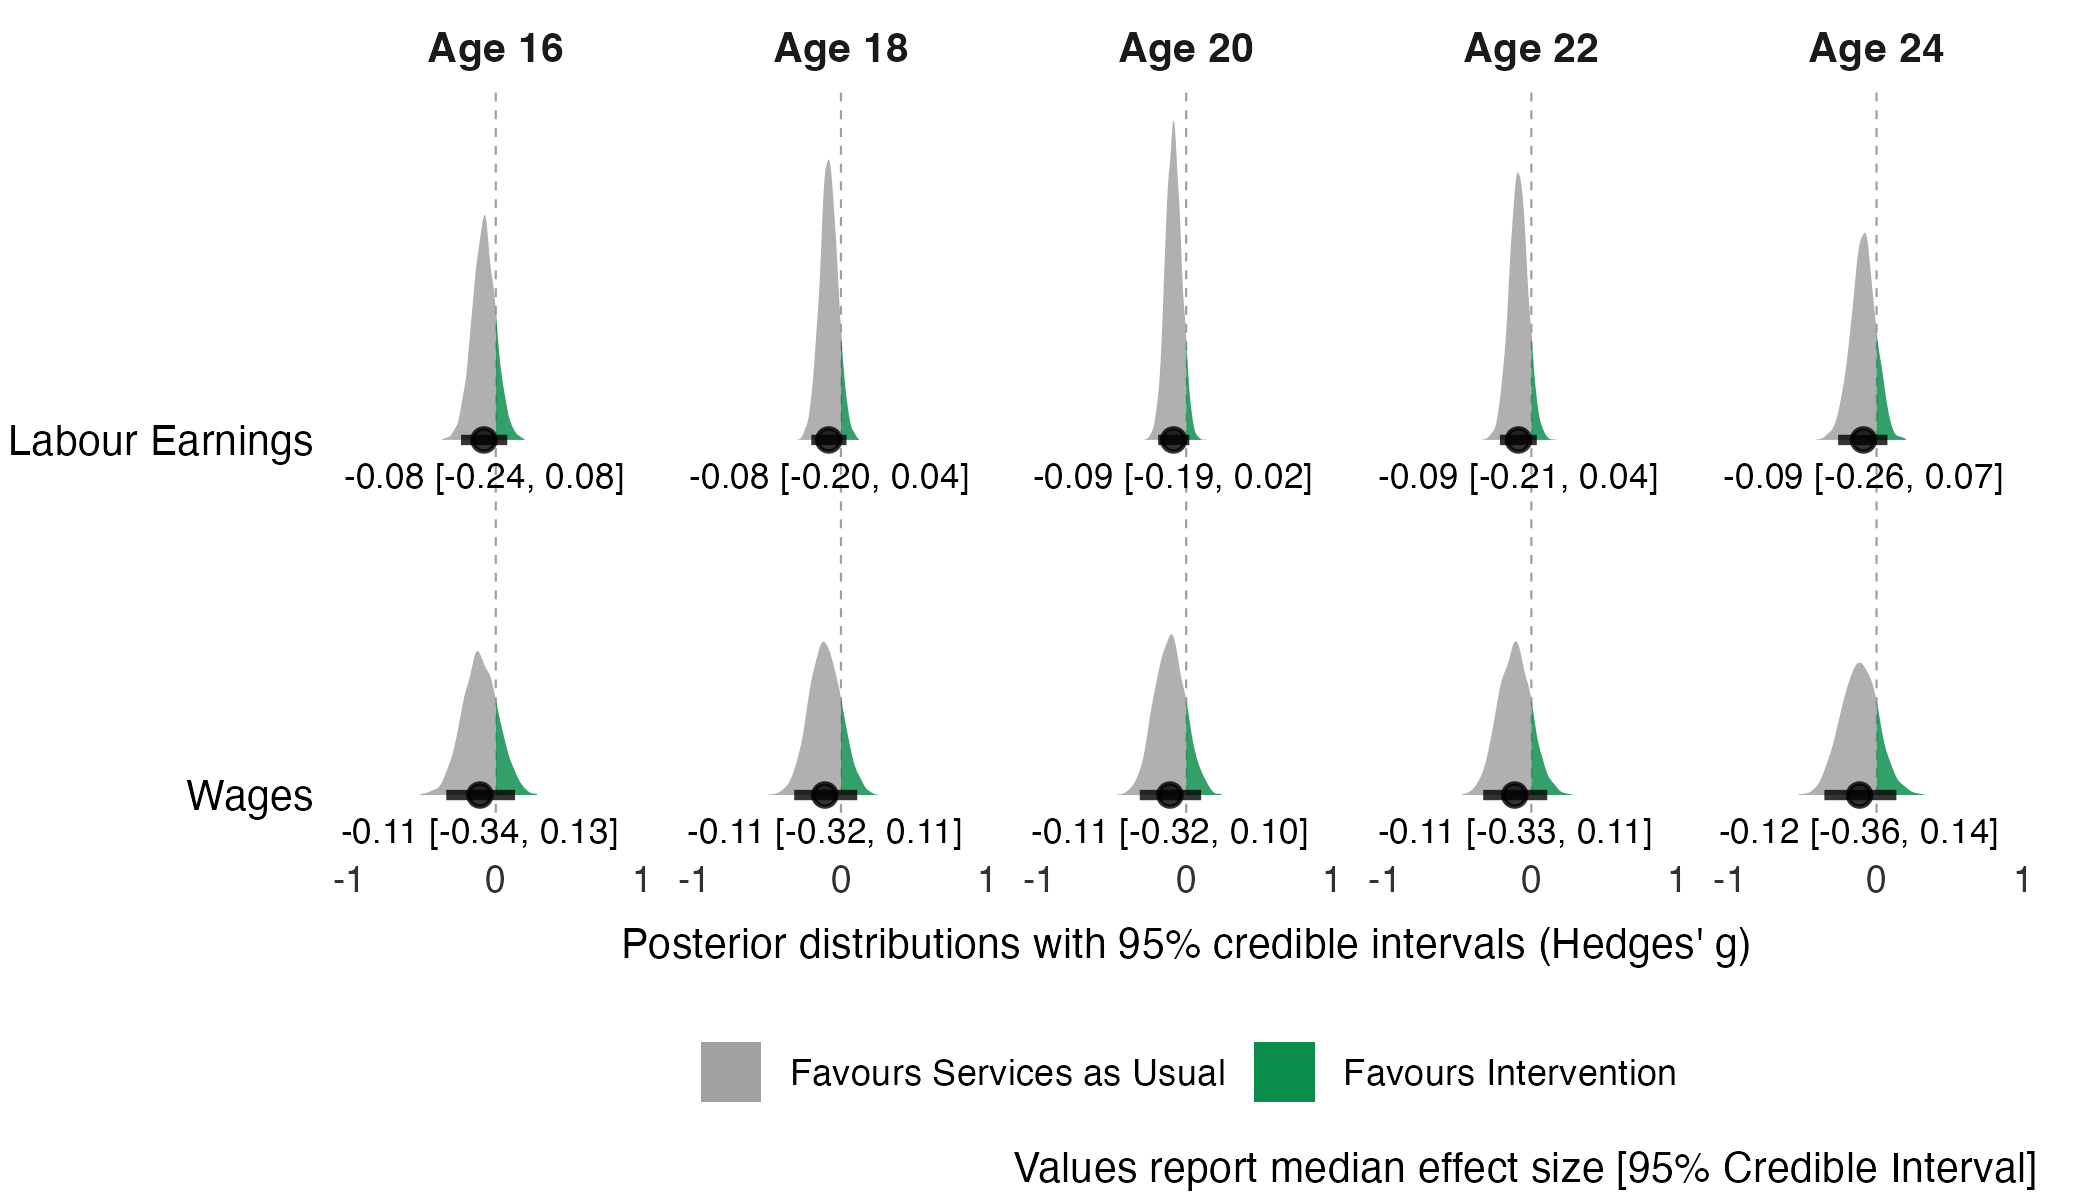 Age 16 Age 18 Age 20 Age 22 Age 24
Labour Earnings
-0.08 [-0.24, 0.08] -0.08 [-0.20, 0.04] -0.09 [-0.19, 0.02] -0.09 [-0.21, 0.04] -0.09 [-0.26, 0.07]
Wages
-0.11 [-0.34, 0.13] -0.11 [-0.32, 0.11] -0.11 [-0.32, 0.10] -0.11 [-0.33, 0.11] -0.12 [-0.36, 0.14]
-1 0 1 -1 0 1 -1 0 1 -1 0 1 -1 0 1
Posterior distributions with 95% credible intervals (Hedges' g)
Favours Services as Usual Favours Intervention
Values report median effect size [95% Credible Interval]